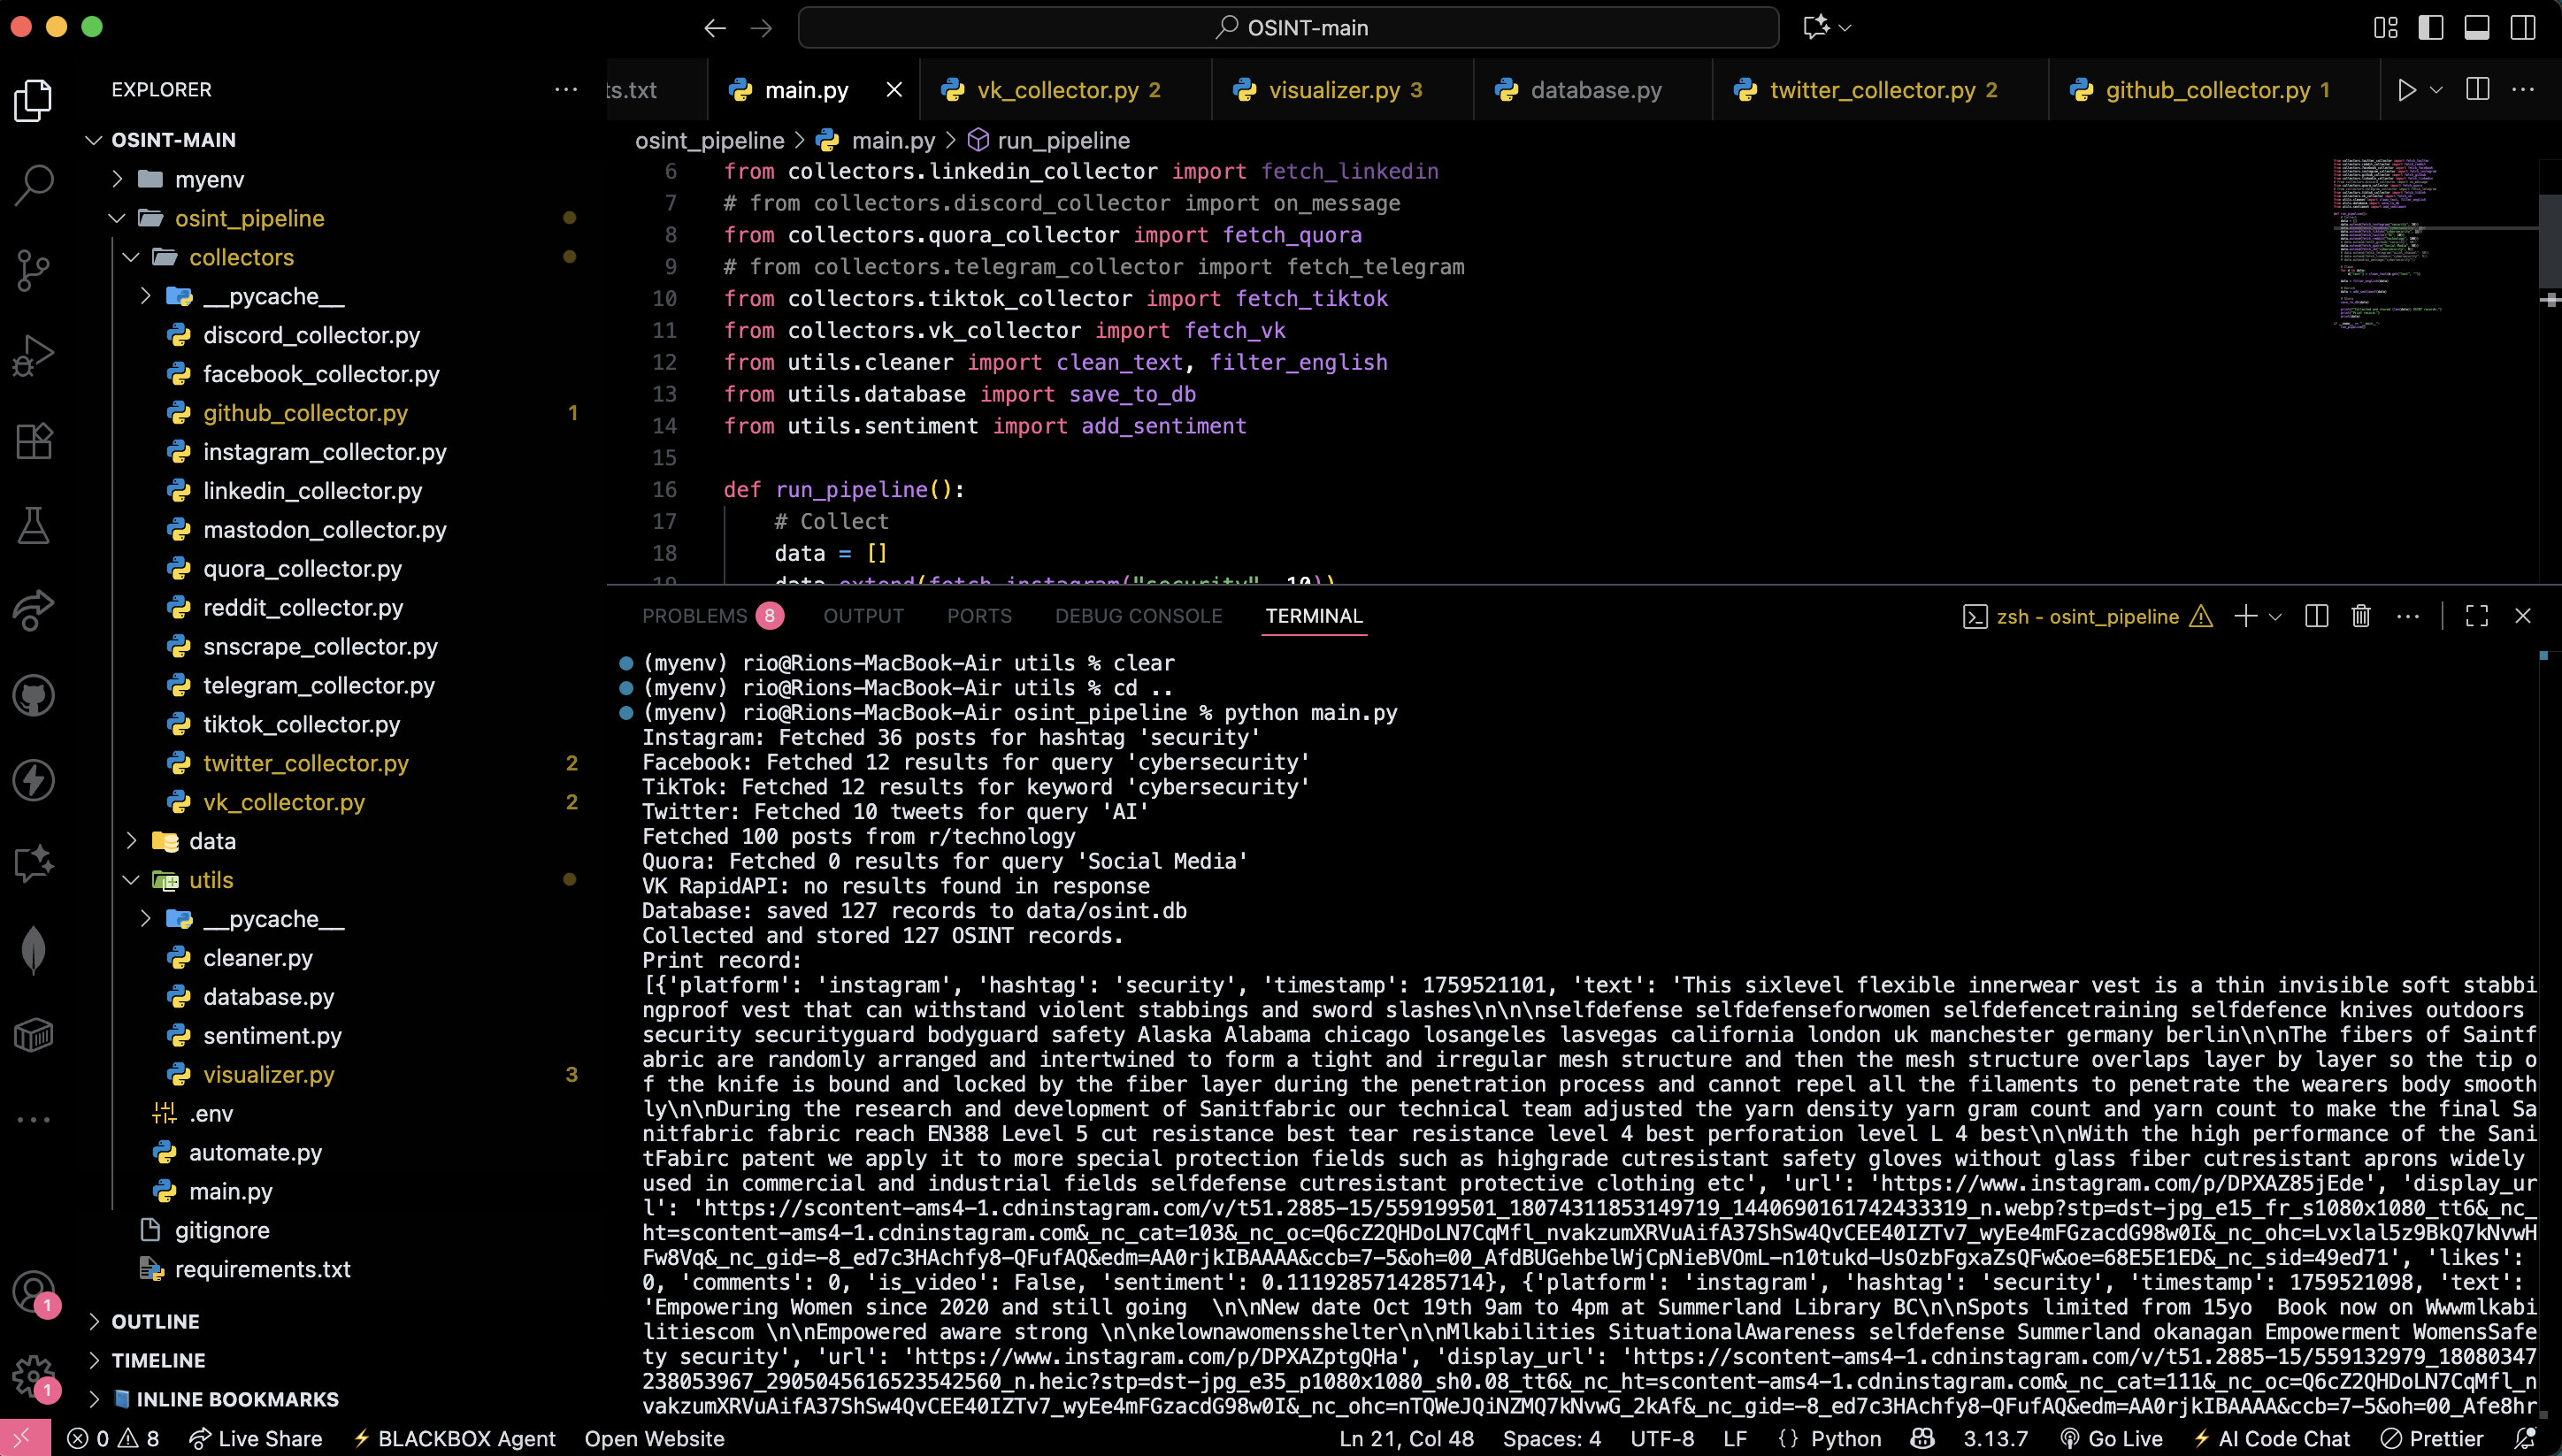 OSINT-main
EXPLORER
OSINT-MAIN
myenv
osint_pipeline
collectors
__pycache__
discord_collector.py
facebook_collector.py
github_collector.py 1
instagram_collector.py
linkedin_collector.py
mastodon_collector.py
quora_collector.py
reddit_collector.py
snscrape_collector.py
telegram_collector.py
tiktok_collector.py
twitter_collector.py 2
vk_collector.py 2
data
utils
__pycache__
cleaner.py
database.py
sentiment.py
visualizer.py 3
.env
automate.py
main.py
gitignore
requirements.txt
OUTLINE
TIMELINE
INLINE BOOKMARKS
1
1
ts.txt main.py vk_collector.py 2 visualizer.py 3 database.py twitter_collector.py 2 github_collector.py 1
osint_pipeline > main.py > run_pipeline
6 from collectors.linkedin_collector import fetch_linkedin
7 # from collectors.discord_collector import on_message
8 from collectors.quora_collector import fetch_quora
9 # from collectors.telegram_collector import fetch_telegram
10 from collectors.tiktok_collector import fetch_tiktok
11 from collectors.vk_collector import fetch_vk
12 from utils.cleaner import clean_text, filter_english
13 from utils.database import save_to_db
14 from utils.sentiment import add_sentiment
15
16 def run_pipeline():
17 # Collect
18 data = []
19 data.extend(fetch_instagram("security", 10))
PROBLEMS 8 OUTPUT PORTS DEBUG CONSOLE TERMINAL zsh - osint_pipeline
(myenv) rio@Rions-MacBook-Air utils % clear
(myenv) rio@Rions-MacBook-Air utils % cd ..
(myenv) rio@Rions-MacBook-Air osint_pipeline % python main.py
Instagram: Fetched 36 posts for hashtag 'security'
Facebook: Fetched 12 results for query 'cybersecurity'
TikTok: Fetched 12 results for keyword 'cybersecurity'
Twitter: Fetched 10 tweets for query 'AI'
Fetched 100 posts from r/technology
Quora: Fetched 0 results for query 'Social Media'
VK RapidAPI: no results found in response
Database: saved 127 records to data/osint.db
Collected and stored 127 OSINT records.
Print record:
[{'platform': 'instagram', 'hashtag': 'security', 'timestamp': 1759521101, 'text': 'This sixlevel flexible innerwear vest is a thin invisible soft stabbi
ngproof vest that can withstand violent stabbings and sword slashes\n\n\nselfdefense selfdefenseforwomen selfdefencetraining selfdefence knives outdoors
security securityguard bodyguard safety Alaska Alabama chicago losangeles lasvegas california london uk manchester germany berlin\n\nThe fibers of Saintf
abric are randomly arranged and intertwined to form a tight and irregular mesh structure and then the mesh structure overlaps layer by layer so the tip o
f the knife is bound and locked by the fiber layer during the penetration process and cannot repel all the filaments to penetrate the wearers body smooth
ly\n\nDuring the research and development of Sanitfabric our technical team adjusted the yarn density yarn gram count and yarn count to make the final Sa
nitfabric fabric reach EN388 Level 5 cut resistance best tear resistance level 4 best perforation level L 4 best\n\nWith the high performance of the Sani
tFabirc patent we apply it to more special protection fields such as highgrade cutresistant safety gloves without glass fiber cutresistant aprons widely
used in commercial and industrial fields selfdefense cutresistant protective clothing etc', 'url': 'https://www.instagram.com/p/DPXAZ85jEde', 'display_ur
l': 'https://scontent-ams4-1.cdninstagram.com/v/t51.2885-15/559199501_18074311853149719_1440690161742433319_n.webp?stp=dst-jpg_e15_fr_s1080x1080_tt6&_nc_
ht=scontent-ams4-1.cdninstagram.com&_nc_cat=103&_nc_oc=Q6cZ2QHDoLN7CqMfl_nvakzumXRVuAifA37ShSw4QvCEE40IZTv7_wyEe4mFGzacdG98w0I&_nc_ohc=Lvxlal5z9BkQ7kNvwH
Fw8Vq&_nc_gid=-8_ed7c3HAchfy8-QFufAQ&edm=AA0rjkIBAAAA&ccb=7-5&oh=00_AfdBUGehbelWjCpNieBVOmL-n10tukd-UsOzbFgxaZsQFw&oe=68E5E1ED&_nc_sid=49ed71', 'likes':
0, 'comments': 0, 'is_video': False, 'sentiment': 0.1119285714285714}, {'platform': 'instagram', 'hashtag': 'security', 'timestamp': 1759521098, 'text':
'Empowering Women since 2020 and still going  \n\nNew date Oct 19th 9am to 4pm at Summerland Library BC\n\nSpots limited from 15yo  Book now on Wwwmlkabi
litiescom \n\nEmpowered aware strong \n\nkelownawomensshelter\n\nMlkabilities SituationalAwareness selfdefense Summerland okanagan Empowerment WomensSafe
ty security', 'url': 'https://www.instagram.com/p/DPXAZptgQHa', 'display_url': 'https://scontent-ams4-1.cdninstagram.com/v/t51.2885-15/559132979_18080347
238053967_2905045616523542560_n.heic?stp=dst-jpg_e35_p1080x1080_sh0.08_tt6&_nc_ht=scontent-ams4-1.cdninstagram.com&_nc_cat=111&_nc_oc=Q6cZ2QHDoLN7CqMfl_n
vakzumXRVuAifA37ShSw4QvCEE40IZTv7_wyEe4mFGzacdG98w0I&_nc_ohc=nTQWeJQiNZMQ7kNvwG_2kAf&_nc_gid=-8_ed7c3HAchfy8-QFufAQ&edm=AA0rjkIBAAAA&ccb=7-5&oh=00_Afe8hr
0 8 Live Share BLACKBOX Agent Open Website Ln 21, Col 48 Spaces: 4 UTF-8 LF {} Python 3.13.7 Go Live AI Code Chat Prettier